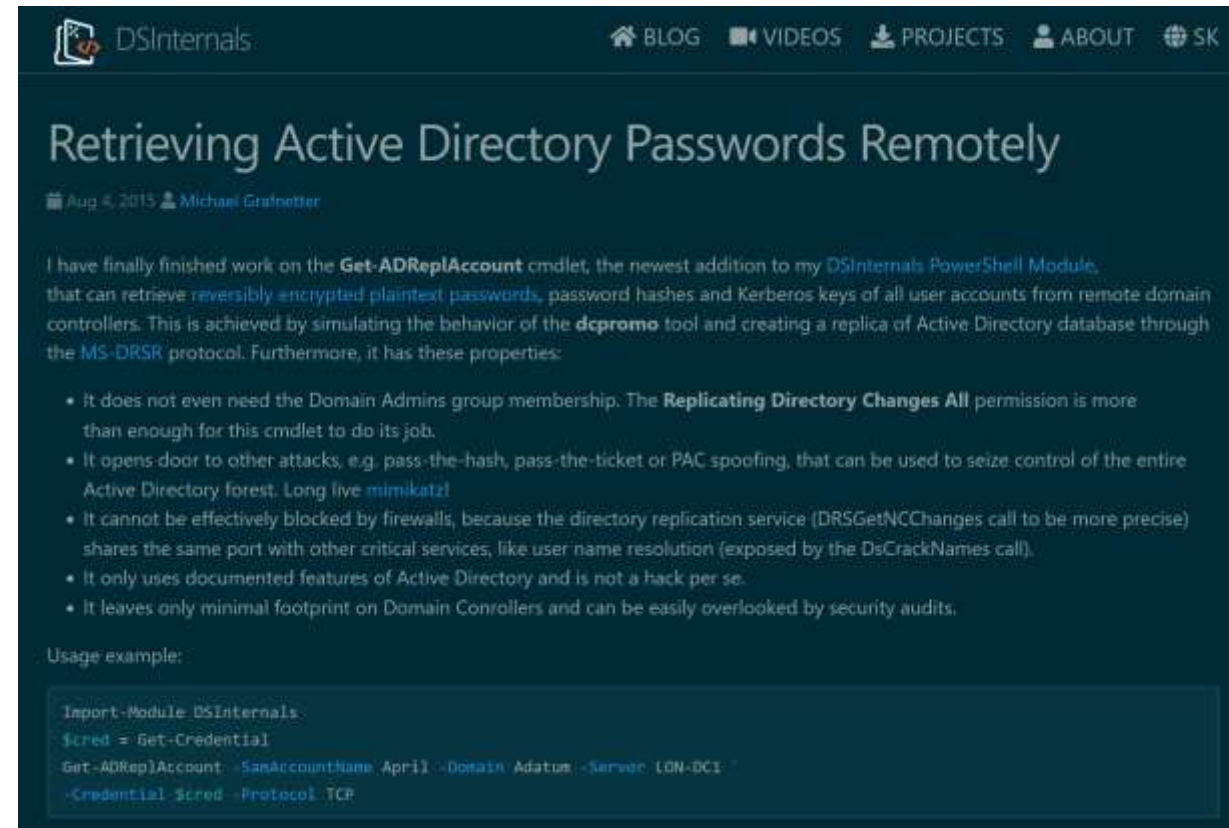 DSInternals
BLOG VIDEOS PROJECTS ABOUT SK
Retrieving Active Directory Passwords Remotely
Aug 4, 2015 Michael Grafnetter
I have finally finished work on the Get-ADReplAccount cmdlet, the newest addition to my DSInternals PowerShell Module,
that can retrieve reversibly encrypted plaintext passwords, password hashes and Kerberos keys of all user accounts from remote domain
controllers. This is achieved by simulating the behavior of the dcpromo tool and creating a replica of Active Directory database through
the MS-DRSR protocol. Furthermore, it has these properties:
• It does not even need the Domain Admins group membership. The Replicating Directory Changes All permission is more
than enough for this cmdlet to do its job.
• It opens door to other attacks, e.g. pass-the-hash, pass-the-ticket or PAC spoofing, that can be used to seize control of the entire
Active Directory forest. Long live mimikatz!
• It cannot be effectively blocked by firewalls, because the directory replication service (DRSGetNCChanges call to be more precise)
shares the same port with other critical services, like user name resolution (exposed by the DsCrackNames call).
• It only uses documented features of Active Directory and is not a hack per se.
• It leaves only minimal footprint on Domain Conrollers and can be easily overlooked by security audits.
Usage example:
Import-Module DSInternals
$cred = Get-Credential
Get-ADReplAccount -SamAccountName April -Domain Adatum -Server LON-DC1 `
-Credential $cred -Protocol TCP